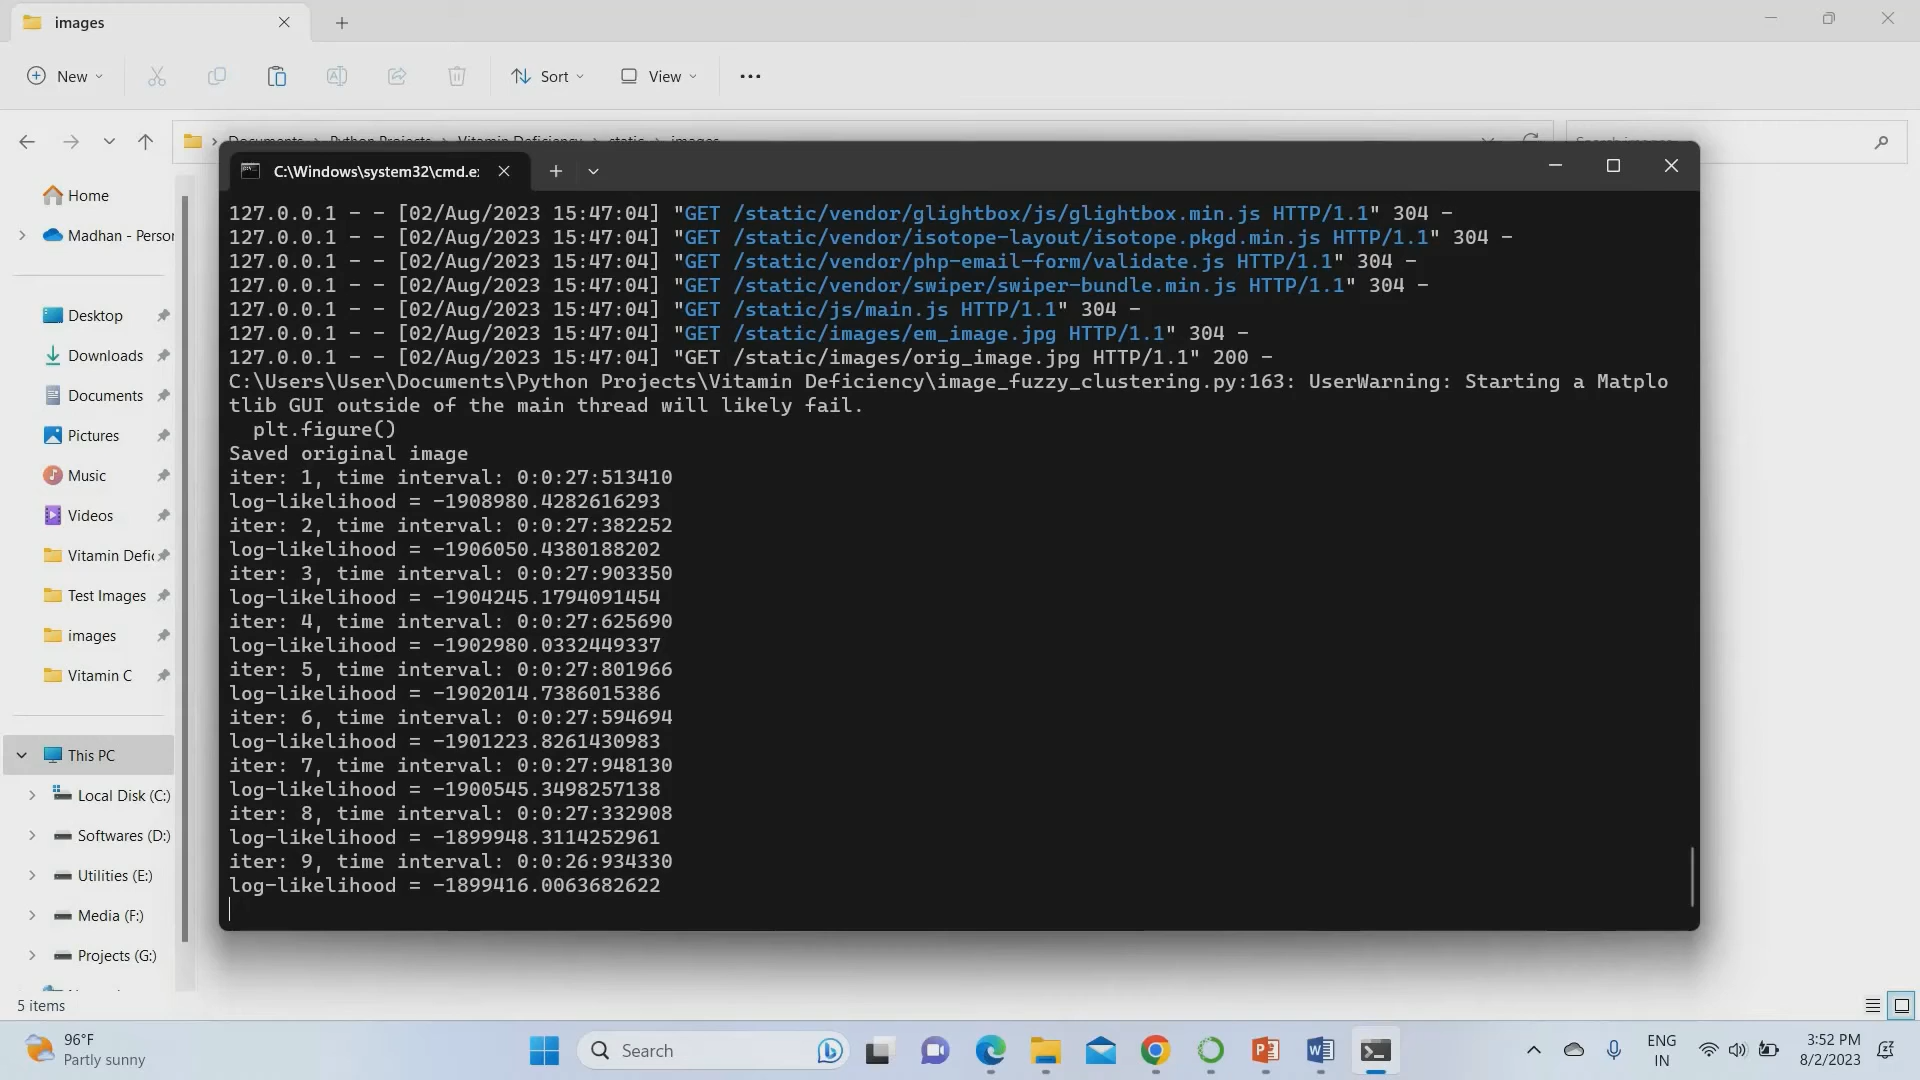 images
New
Sort
View
Documents Python Projects Vitamin Deficiency static images
Search images
Home
Madhan - Person
Desktop
Downloads
Documents
Pictures
Music
Videos
Vitamin Defic
Test Images
images
Vitamin C
This PC
Local Disk (C:)
Softwares (D:)
Utilities (E:)
Media (F:)
Projects (G:)
5 items
C:\Windows\system32\cmd.e
127.0.0.1 - - [02/Aug/2023 15:47:04] "GET /static/vendor/glightbox/js/glightbox.min.js HTTP/1.1" 304 -
127.0.0.1 - - [02/Aug/2023 15:47:04] "GET /static/vendor/isotope-layout/isotope.pkgd.min.js HTTP/1.1" 304 -
127.0.0.1 - - [02/Aug/2023 15:47:04] "GET /static/vendor/php-email-form/validate.js HTTP/1.1" 304 -
127.0.0.1 - - [02/Aug/2023 15:47:04] "GET /static/vendor/swiper/swiper-bundle.min.js HTTP/1.1" 304 -
127.0.0.1 - - [02/Aug/2023 15:47:04] "GET /static/js/main.js HTTP/1.1" 304 -
127.0.0.1 - - [02/Aug/2023 15:47:04] "GET /static/images/em_image.jpg HTTP/1.1" 304 -
127.0.0.1 - - [02/Aug/2023 15:47:04] "GET /static/images/orig_image.jpg HTTP/1.1" 200 -
C:\Users\User\Documents\Python Projects\Vitamin Deficiency\image_fuzzy_clustering.py:163: UserWarning: Starting a Matplo
tlib GUI outside of the main thread will likely fail.
plt.figure()
Saved original image
iter: 1, time interval: 0:0:27:513410
log-likelihood = -1908980.4282616293
iter: 2, time interval: 0:0:27:382252
log-likelihood = -1906050.4380188202
iter: 3, time interval: 0:0:27:903350
log-likelihood = -1904245.1794091454
iter: 4, time interval: 0:0:27:625690
log-likelihood = -1902980.0332449337
iter: 5, time interval: 0:0:27:801966
log-likelihood = -1902014.7386015386
iter: 6, time interval: 0:0:27:594694
log-likelihood = -1901223.8261430983
iter: 7, time interval: 0:0:27:948130
log-likelihood = -1900545.3498257138
iter: 8, time interval: 0:0:27:332908
log-likelihood = -1899948.3114252961
iter: 9, time interval: 0:0:26:934330
log-likelihood = -1899416.0063682622
96°F
Partly sunny
Search
ENG
IN
3:52 PM
8/2/2023